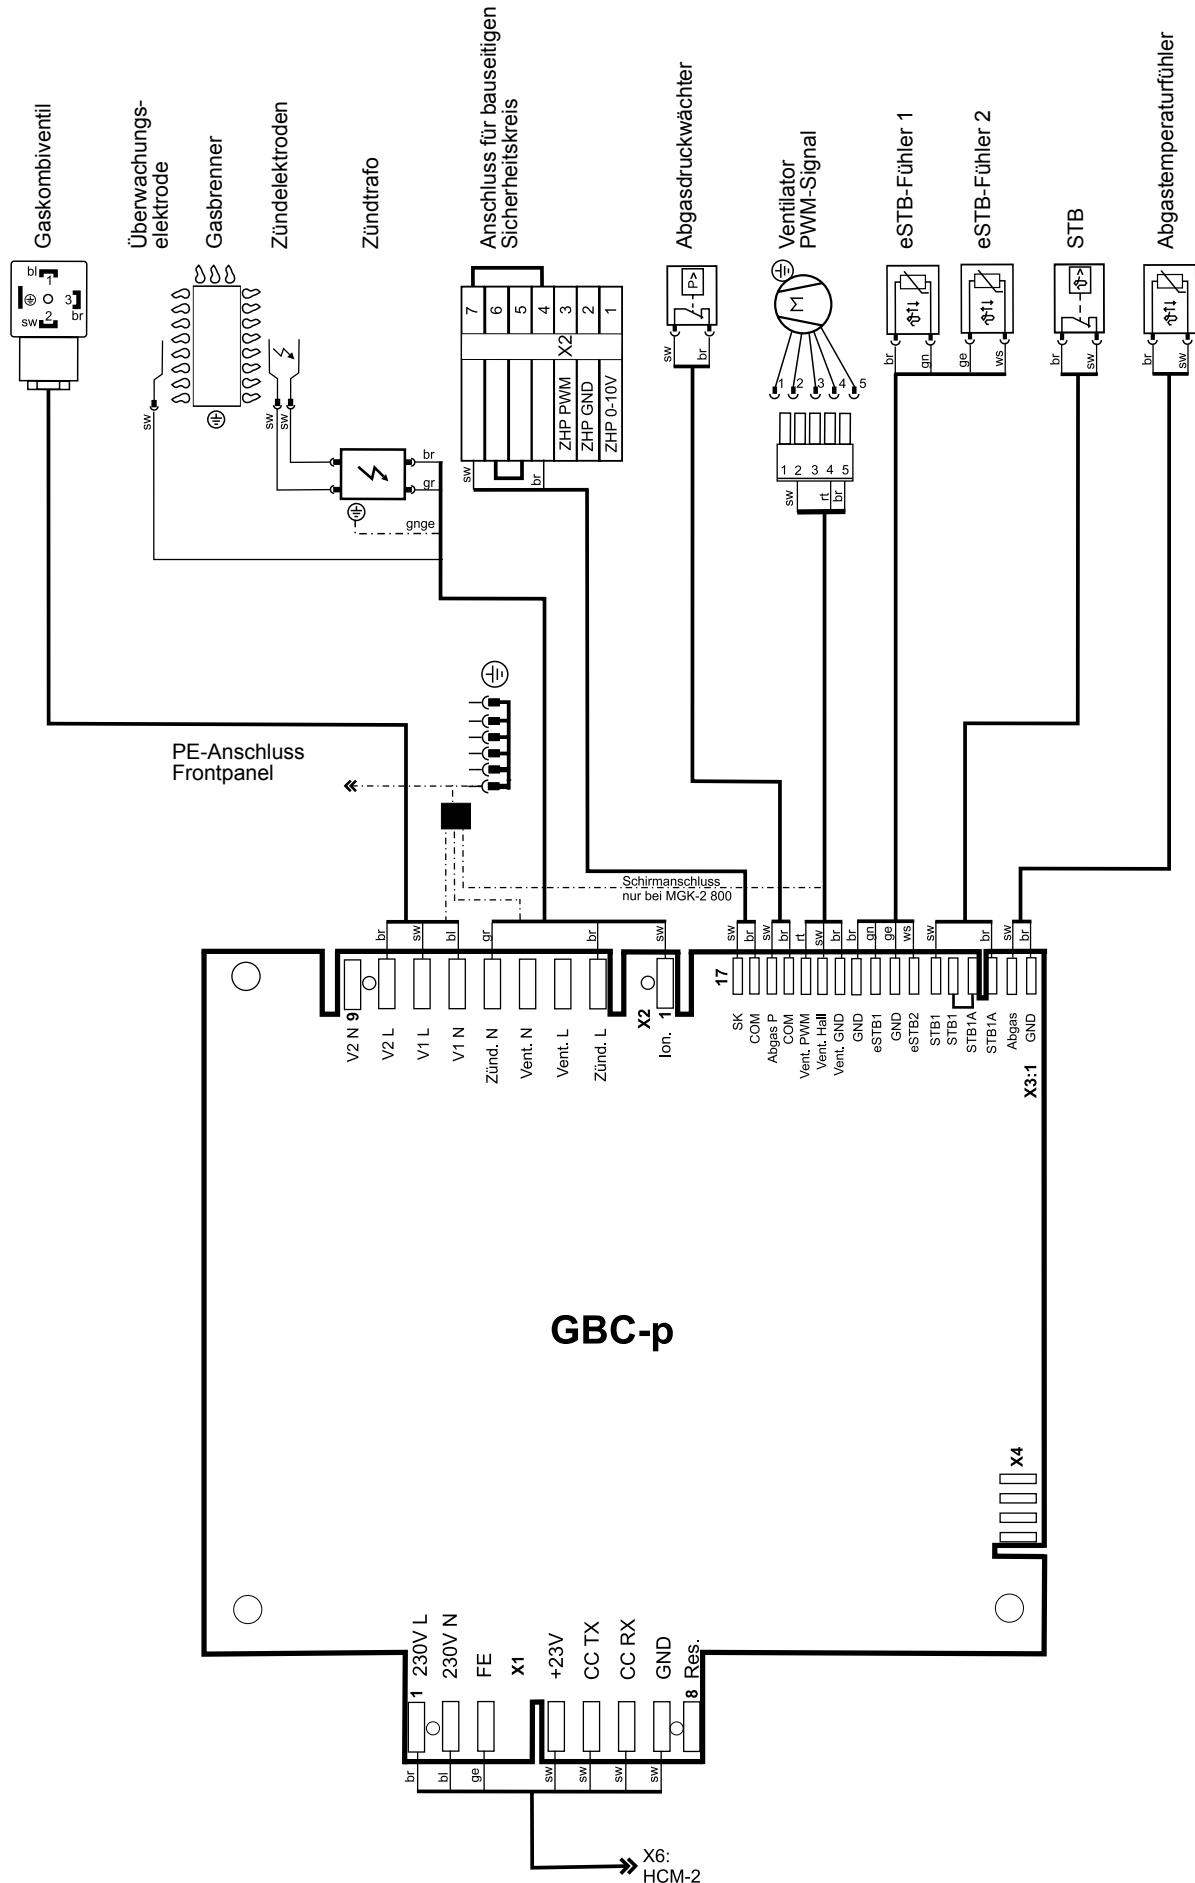 Gaskombiventil
Überwachungs-
elektrode
Gasbrenner
Zündelektroden
Zündtrafo
Anschluss für bauseitigen
Sicherheitskreis
Abgasdruckwächter
Ventilator
PWM-Signal
eSTB-Fühler 1
eSTB-Fühler 2
STB
Abgastemperaturfühler
bl
1
3
br
sw
2
sw
sw
sw
br
gr
gnge
7
6
5
4
3
2
1
X2
ZHP PWM
ZHP GND
ZHP 0-10V
sw
br
P>
sw
br
M
1
2
3
4
5
1
2
3
4
5
sw
rt
br
br
gn
ge
ws
br
sw
br
sw
PE-Anschluss
Frontpanel
Schirmanschluss
nur bei MGK-2 800
br
sw
bl
gr
br
sw
sw
br
sw
br
rt
sw
br
br
gn
ge
ws
sw
br
sw
br
9
V2 N
V2 L
V1 L
V1 N
Zünd. N
Vent. N
Vent. L
Zünd. L
X2
1
Ion.
17
SK
COM
Abgas P
COM
Vent. PWM
Vent. Hall
Vent. GND
GND
eSTB1
GND
eSTB2
STB1
STB1
STB1A
STB1A
Abgas
GND
X3:1
GBC-p
X4
1
230V L
230V N
FE
X1
+23V
CC TX
CC RX
GND
8
Res.
br
bl
ge
sw
sw
sw
sw
X6:
HCM-2